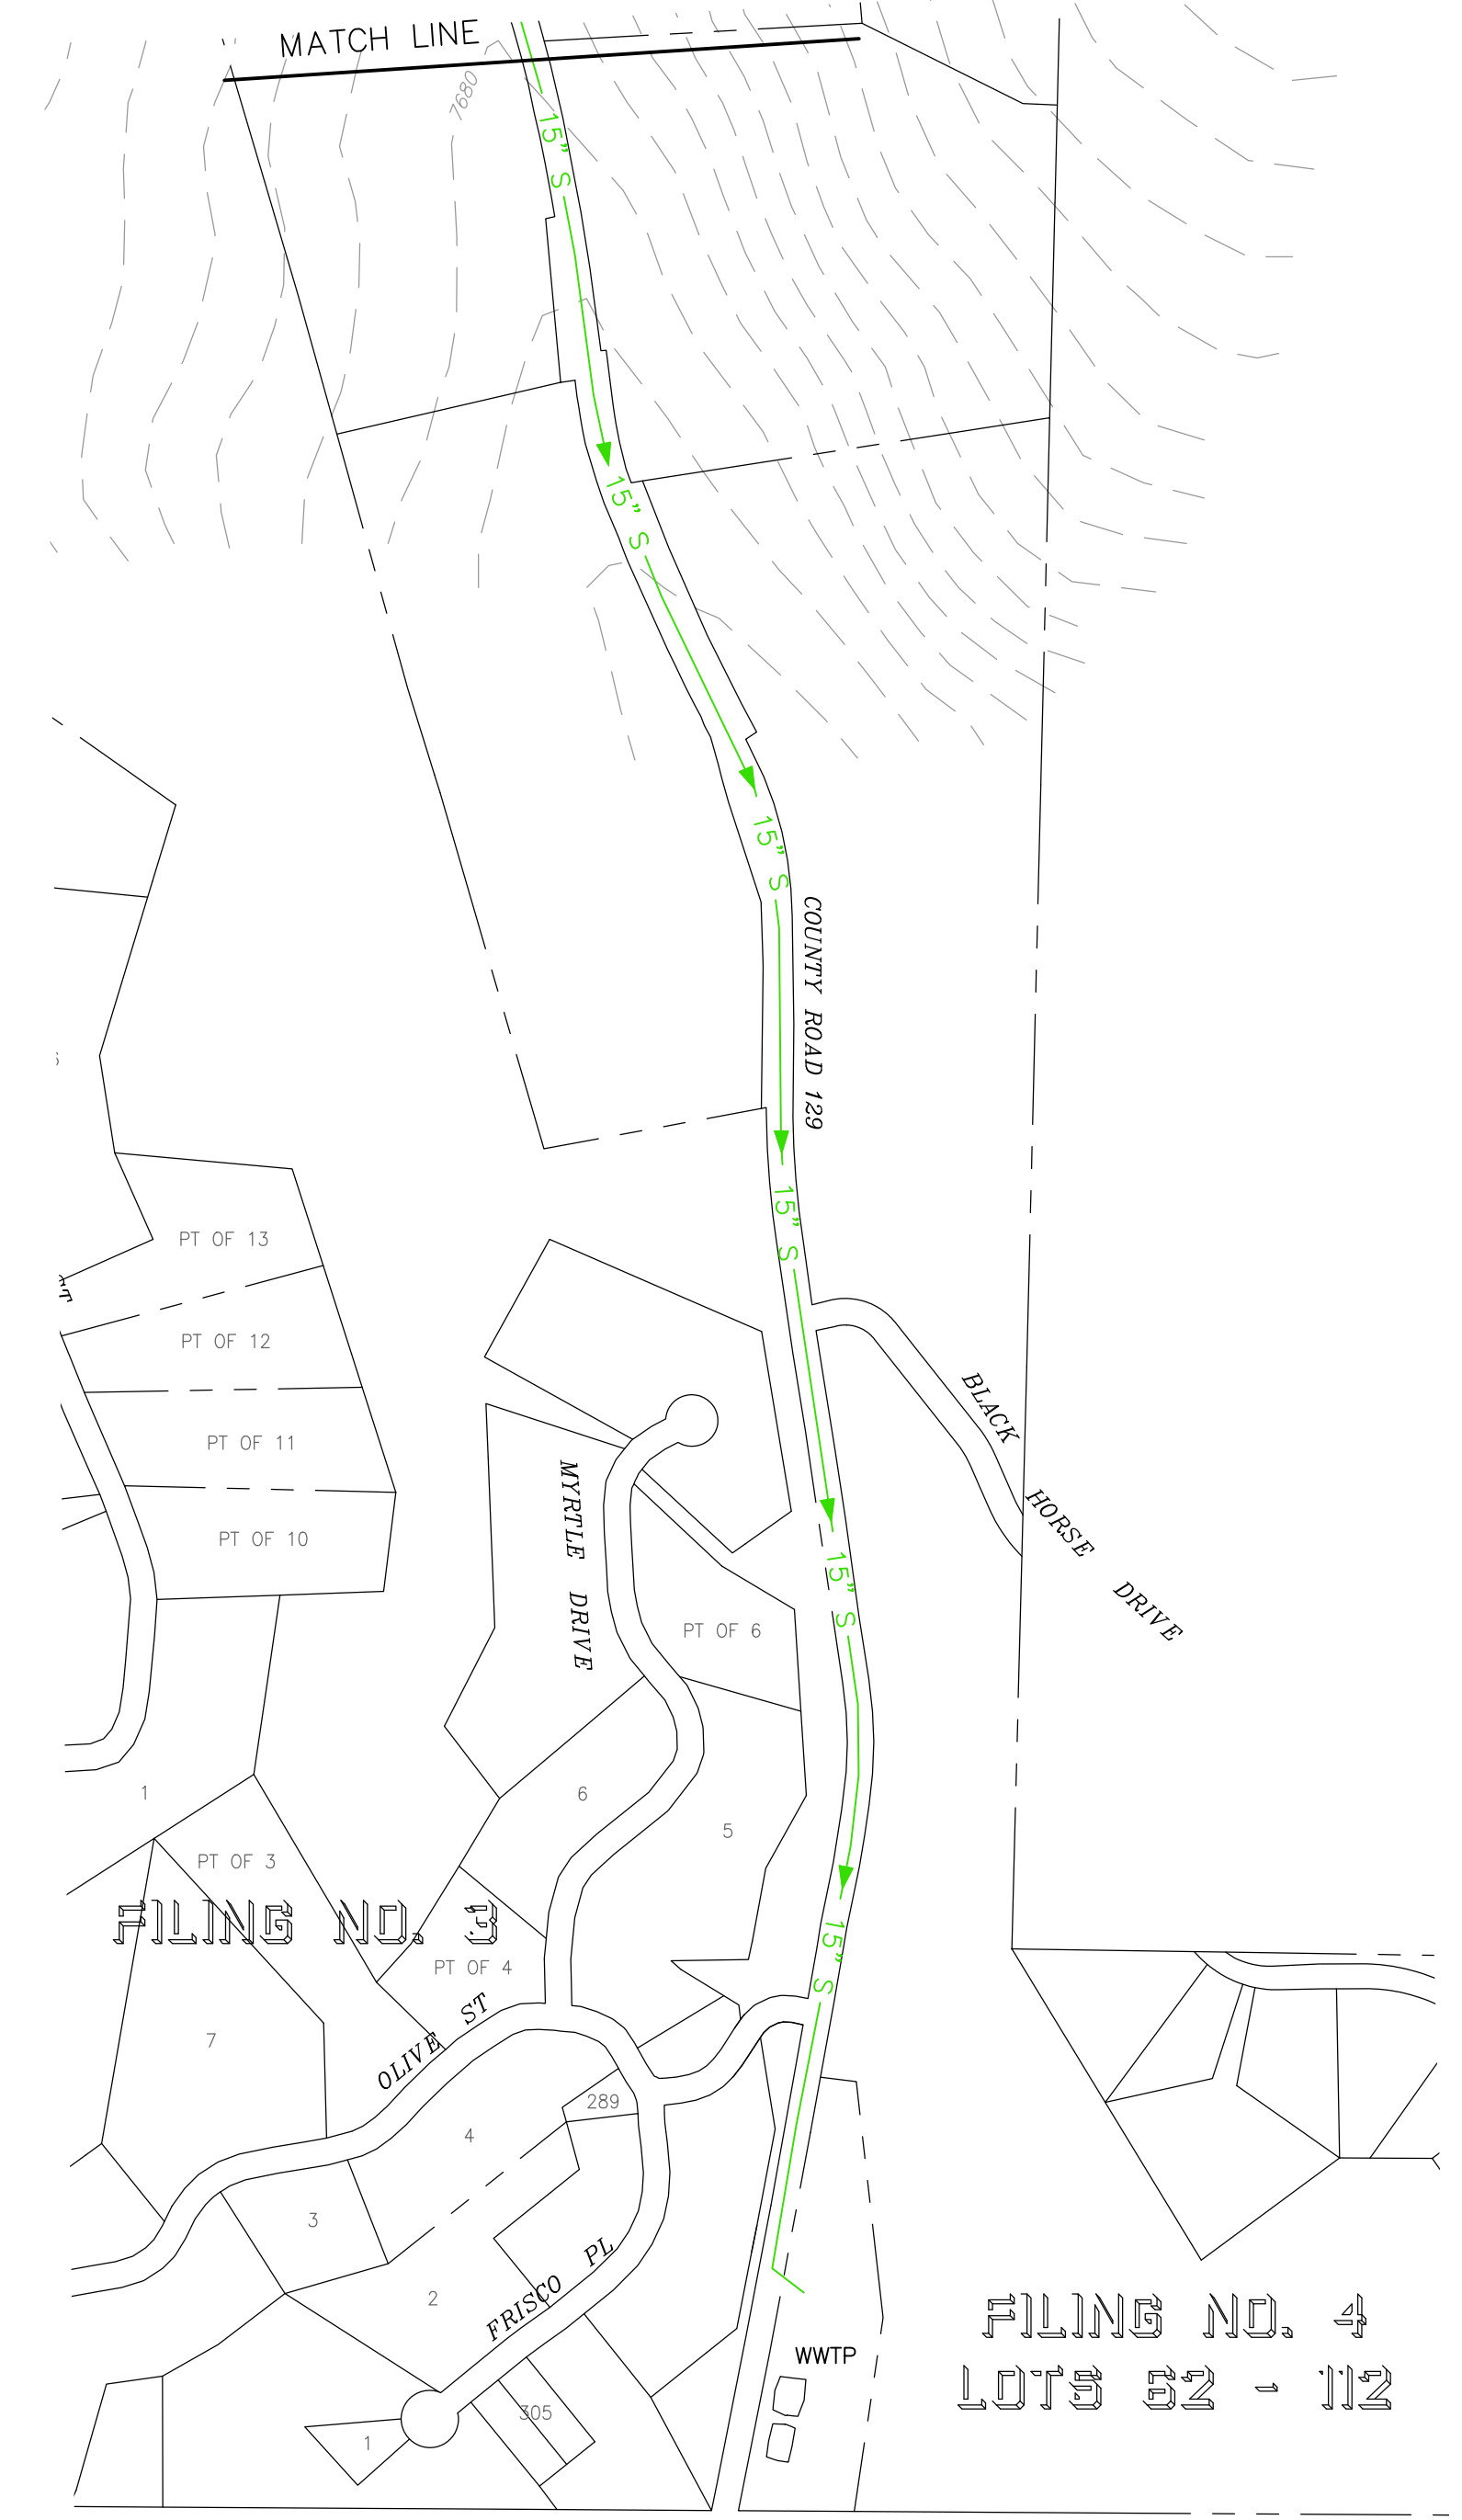 MATCH LINE
7680
15" S
15" S
15" S
COUNTY ROAD 129
15" S
PT OF 13
PT OF 12
PT OF 11
PT OF 10
BLACK HORSE DRIVE
MYRTLE DRIVE
15" S
PT OF 6
1
6
5
PT OF 3
FILING NO. 3
15" S
PT OF 4
OLIVE ST
7
289
4
3
FRISCO PL
2
WWTP
305
1
FILING NO. 4
LOTS 62 - 112